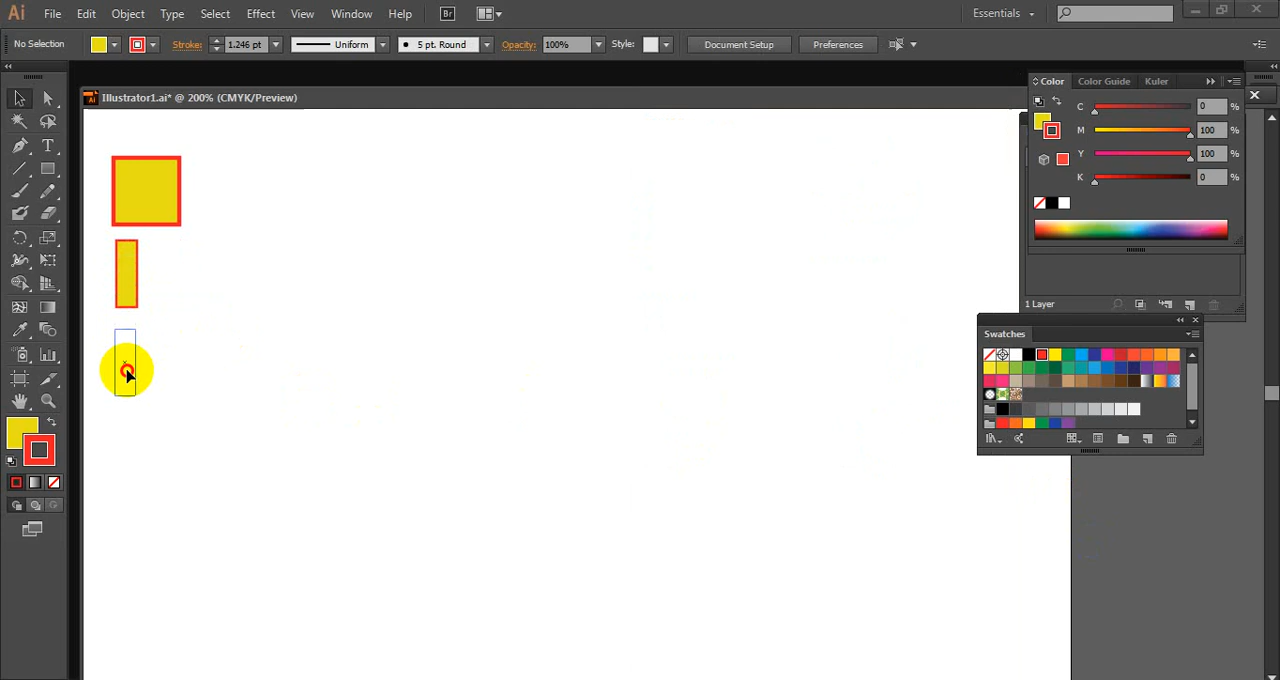 Ai File Edit Object Type Select Effect View Window Help Br Essentials
No Selection Stroke: 1.246 pt Uniform 5 pt. Round Opacity: 100% Style: Document Setup Preferences
Color Color Guide Kuler
Illustrator1.ai* @ 200% (CMYK/Preview)
C 0 %
M 100 %
Y 100 %
K 0 %
1 Layer
Swatches
T